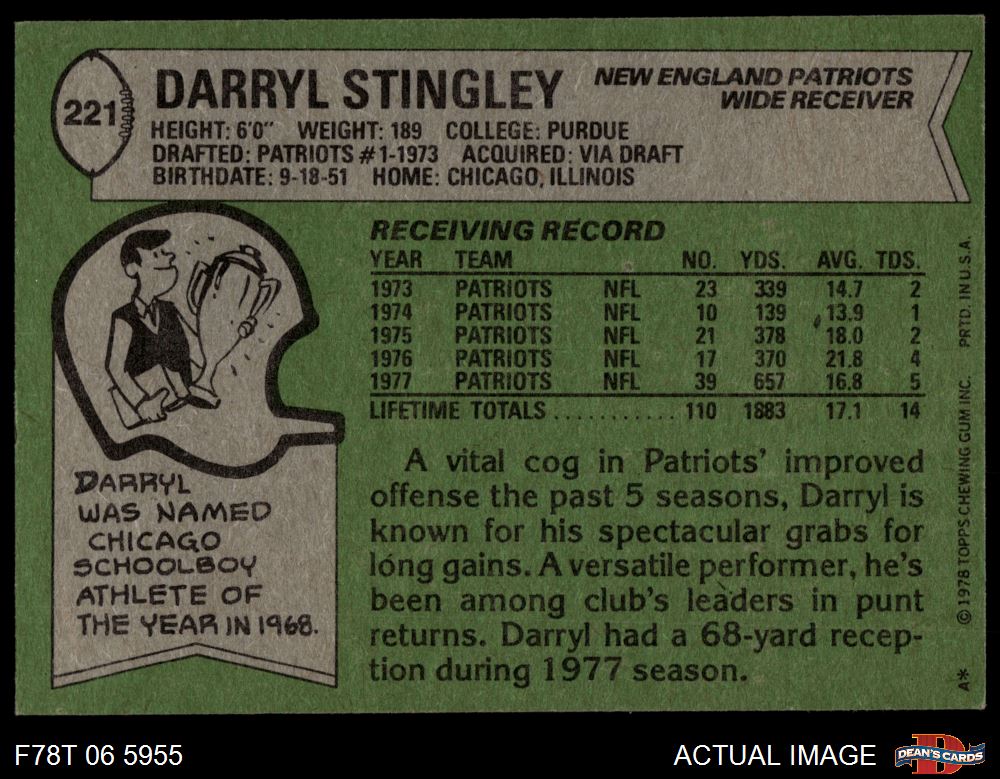 221
DARRYL STINGLEY
NEW ENGLAND PATRIOTS
WIDE RECEIVER
HEIGHT: 6'0" WEIGHT: 189 COLLEGE: PURDUE
DRAFTED: PATRIOTS #1-1973 ACQUIRED: VIA DRAFT
BIRTHDATE: 9-18-51 HOME: CHICAGO, ILLINOIS
RECEIVING RECORD
YEAR TEAM NO. YDS. AVG. TDS.
1973 PATRIOTS NFL 23 339 14.7 2
1974 PATRIOTS NFL 10 139 13.9 1
1975 PATRIOTS NFL 21 378 18.0 2
1976 PATRIOTS NFL 17 370 21.8 4
1977 PATRIOTS NFL 39 657 16.8 5
LIFETIME TOTALS ............ 110 1883 17.1 14
DARRYL
WAS NAMED
CHICAGO
SCHOOLBOY
ATHLETE OF
THE YEAR IN 1968.
A vital cog in Patriots' improved
offense the past 5 seasons, Darryl is
known for his spectacular grabs for
long gains. A versatile performer, he's
been among club's leaders in punt
returns. Darryl had a 68-yard recep-
tion during 1977 season.
A* © 1978 TOPPS CHEWING GUM INC. PRTD. IN U.S.A.
F78T 06 5955
ACTUAL IMAGE
D
DEAN'S CARDS